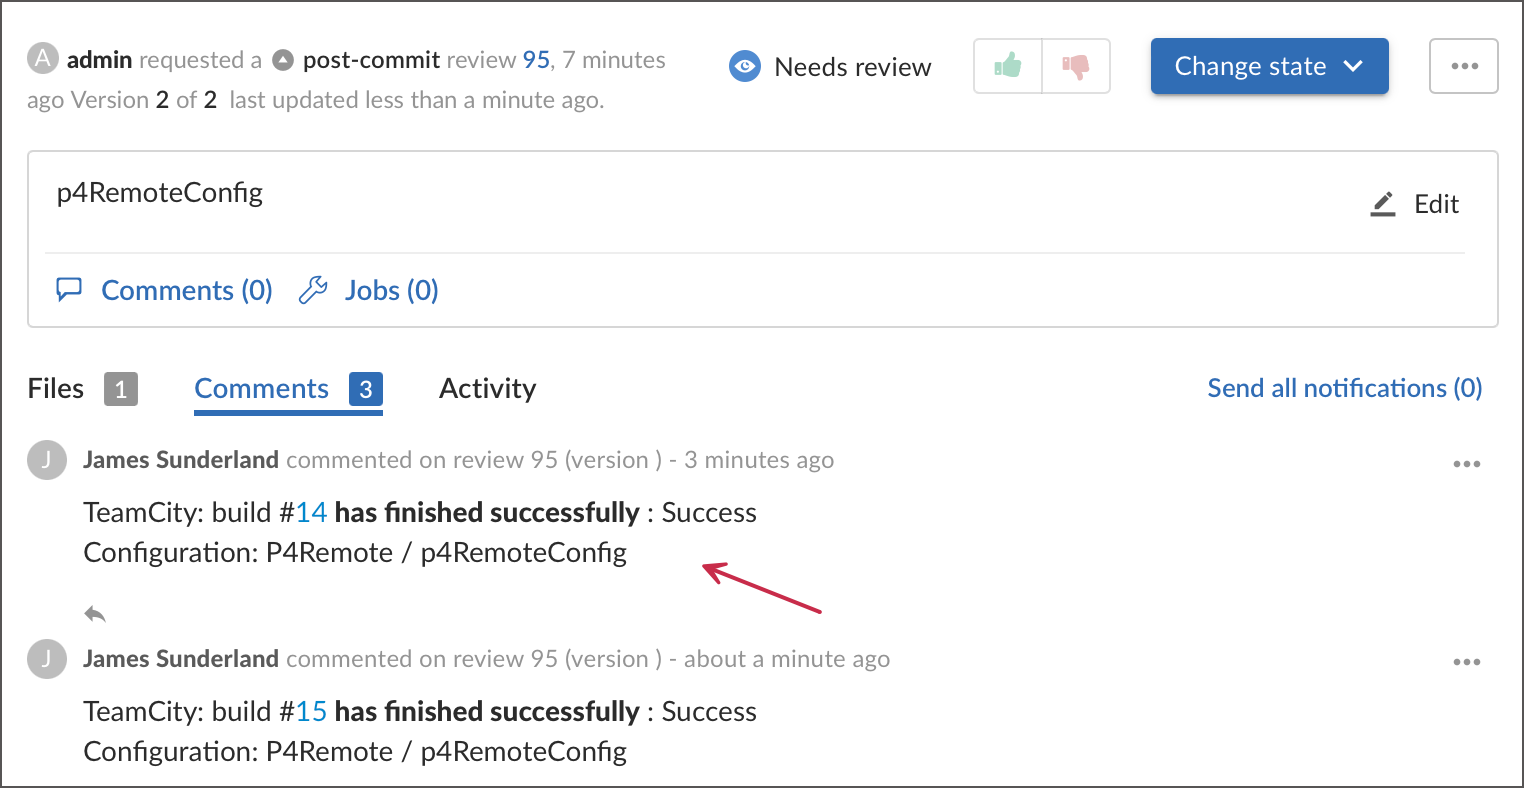 A admin requested a post-commit review 95, 7 minutes
ago Version 2 of 2 last updated less than a minute ago.
Needs review
Change state
p4RemoteConfig
Edit
Comments (0) Jobs (0)
Files 1 Comments 3 Activity Send all notifications (0)
J James Sunderland commented on review 95 (version ) - 3 minutes ago
TeamCity: build #14 has finished successfully : Success
Configuration: P4Remote / p4RemoteConfig
J James Sunderland commented on review 95 (version ) - about a minute ago
TeamCity: build #15 has finished successfully : Success
Configuration: P4Remote / p4RemoteConfig